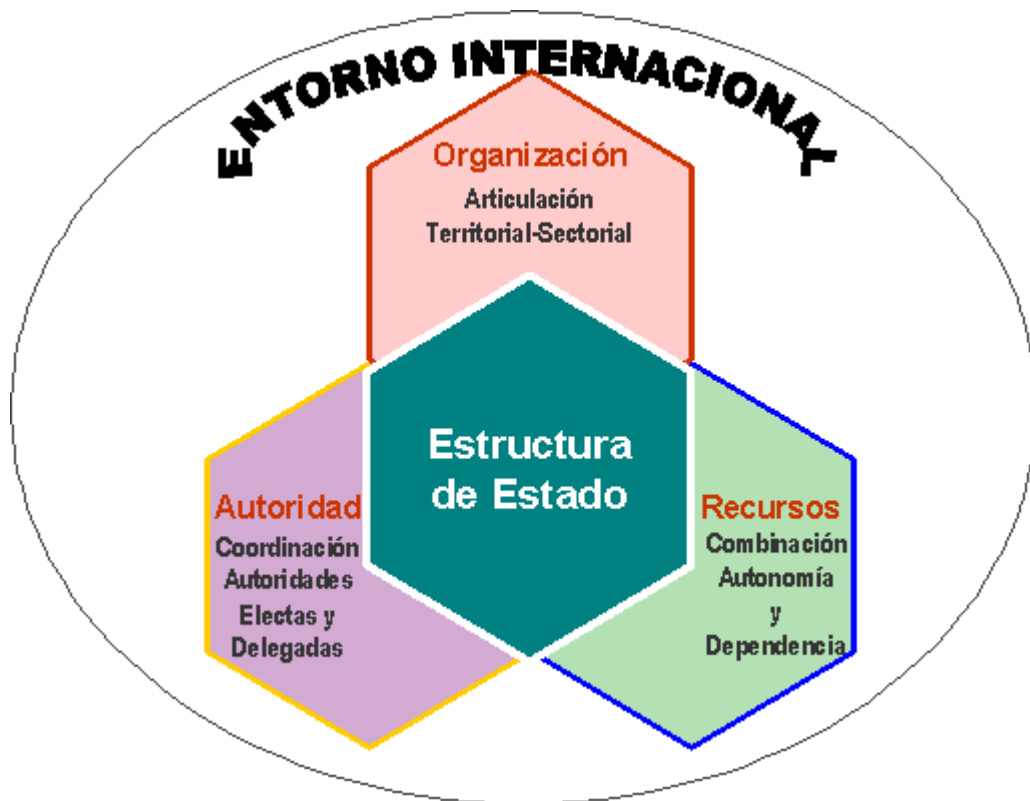 ENTORNO INTERNACIONAL
Organización
Articulación
Territorial-Sectorial
Estructura
de Estado
Autoridad
Coordinación
Autoridades
Electas y
Delegadas
Recursos
Combinación
Autonomía
y
Dependencia